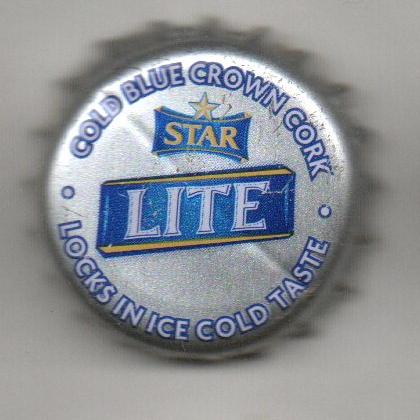 COLD BLUE CROWN CORK
STAR
LITE
LOCKS IN ICE COLD TASTE